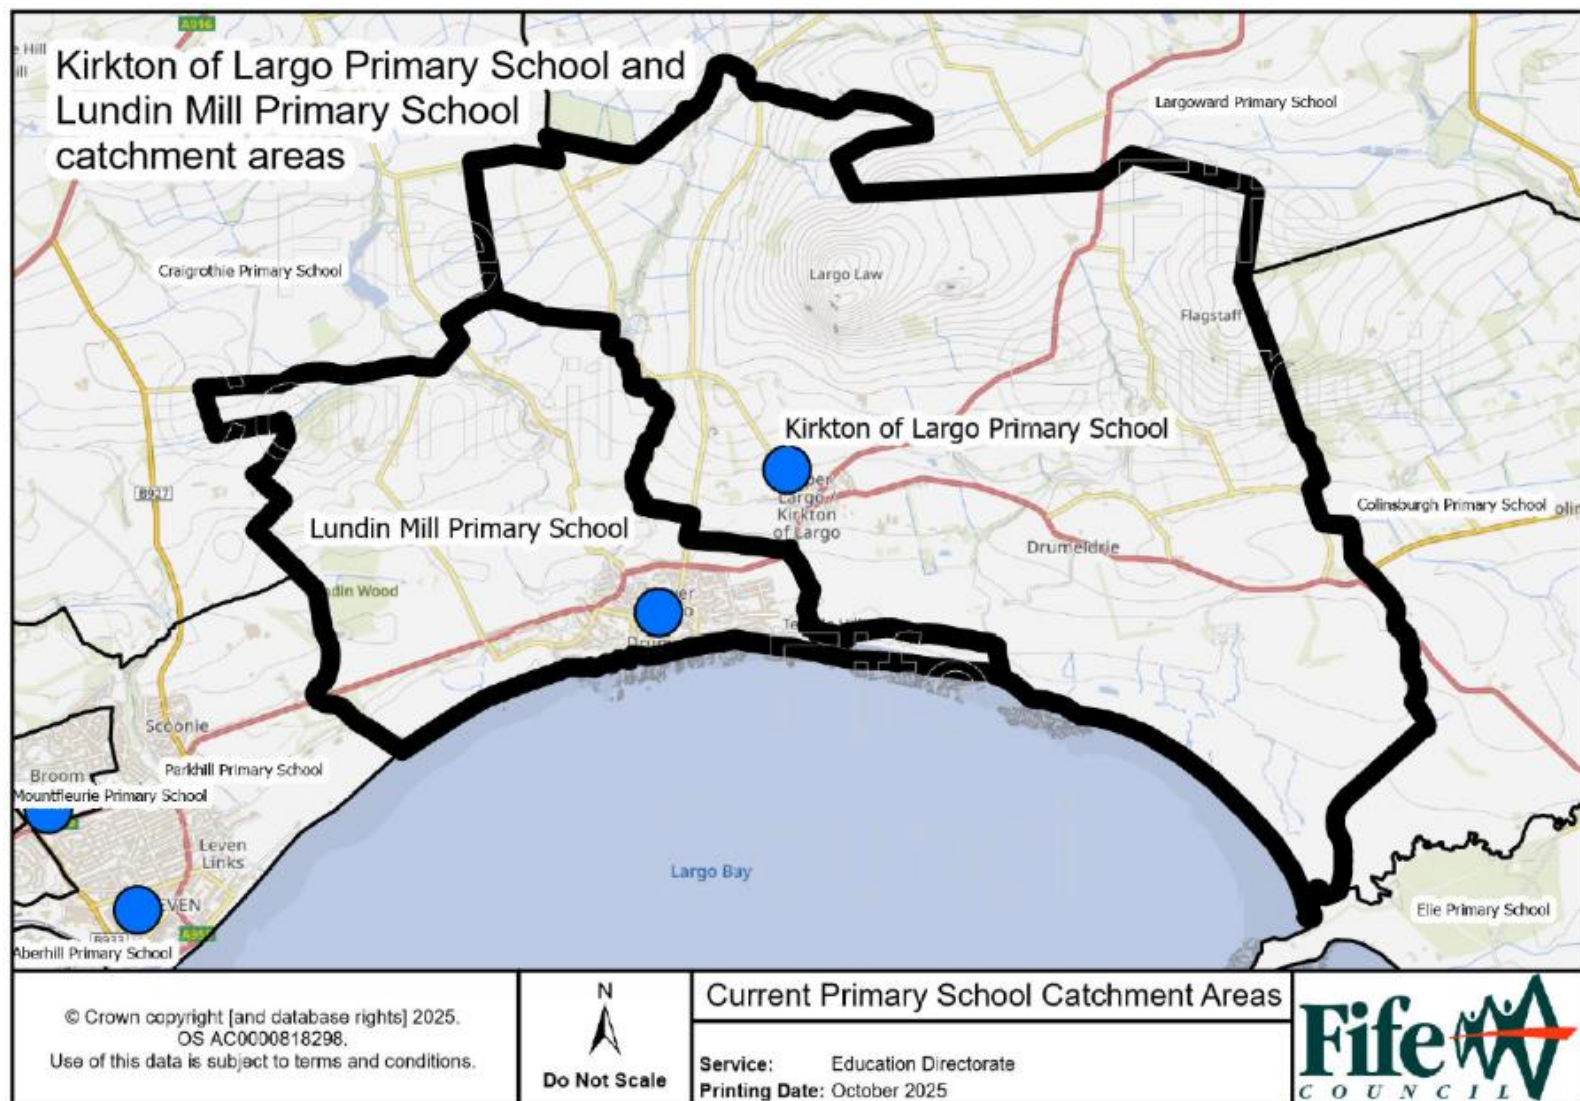 A916
Kirkton of Largo Primary School and
Lundin Mill Primary School
catchment areas
Largoward Primary School
Craigrothie Primary School
Largo Law
Flagstaff
Kirkton of Largo Primary School
Largo/
Kirkton
of Largo
B927
Colinsburgh Primary School
Lundin Mill Primary School
Drumeldrie
Scoonie
Parkhill Primary School
Broom
Mountfleurie Primary School
Leven
Links
Largo Bay
Elie Primary School
B933
Aberhill Primary School
© Crown copyright [and database rights] 2025.
OS AC0000818298.
Use of this data is subject to terms and conditions.
N
Do Not Scale
Current Primary School Catchment Areas
Service: Education Directorate
Printing Date: October 2025
Fife
COUNCIL